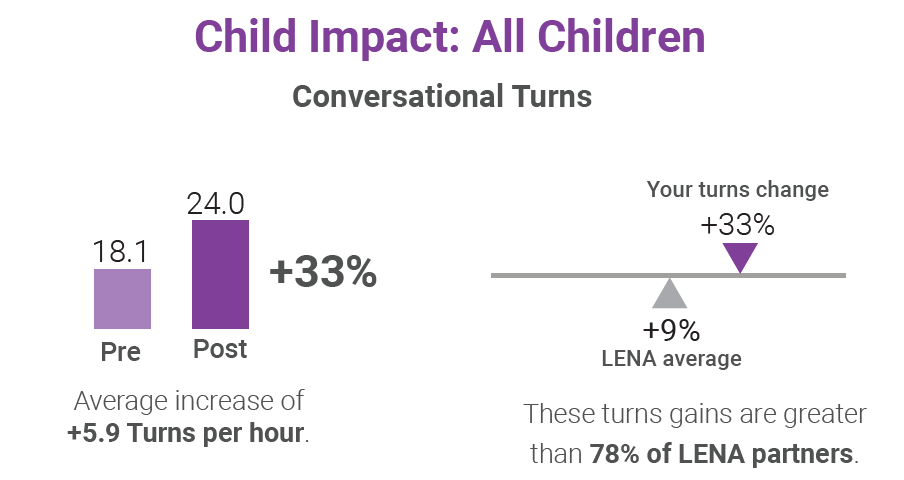 Child Impact: All Children
Conversational Turns
18.1
24.0
+33%
Pre
Post
Average increase of
+5.9 Turns per hour.
Your turns change
+33%
+9%
LENA average
These turns gains are greater
than 78% of LENA partners.